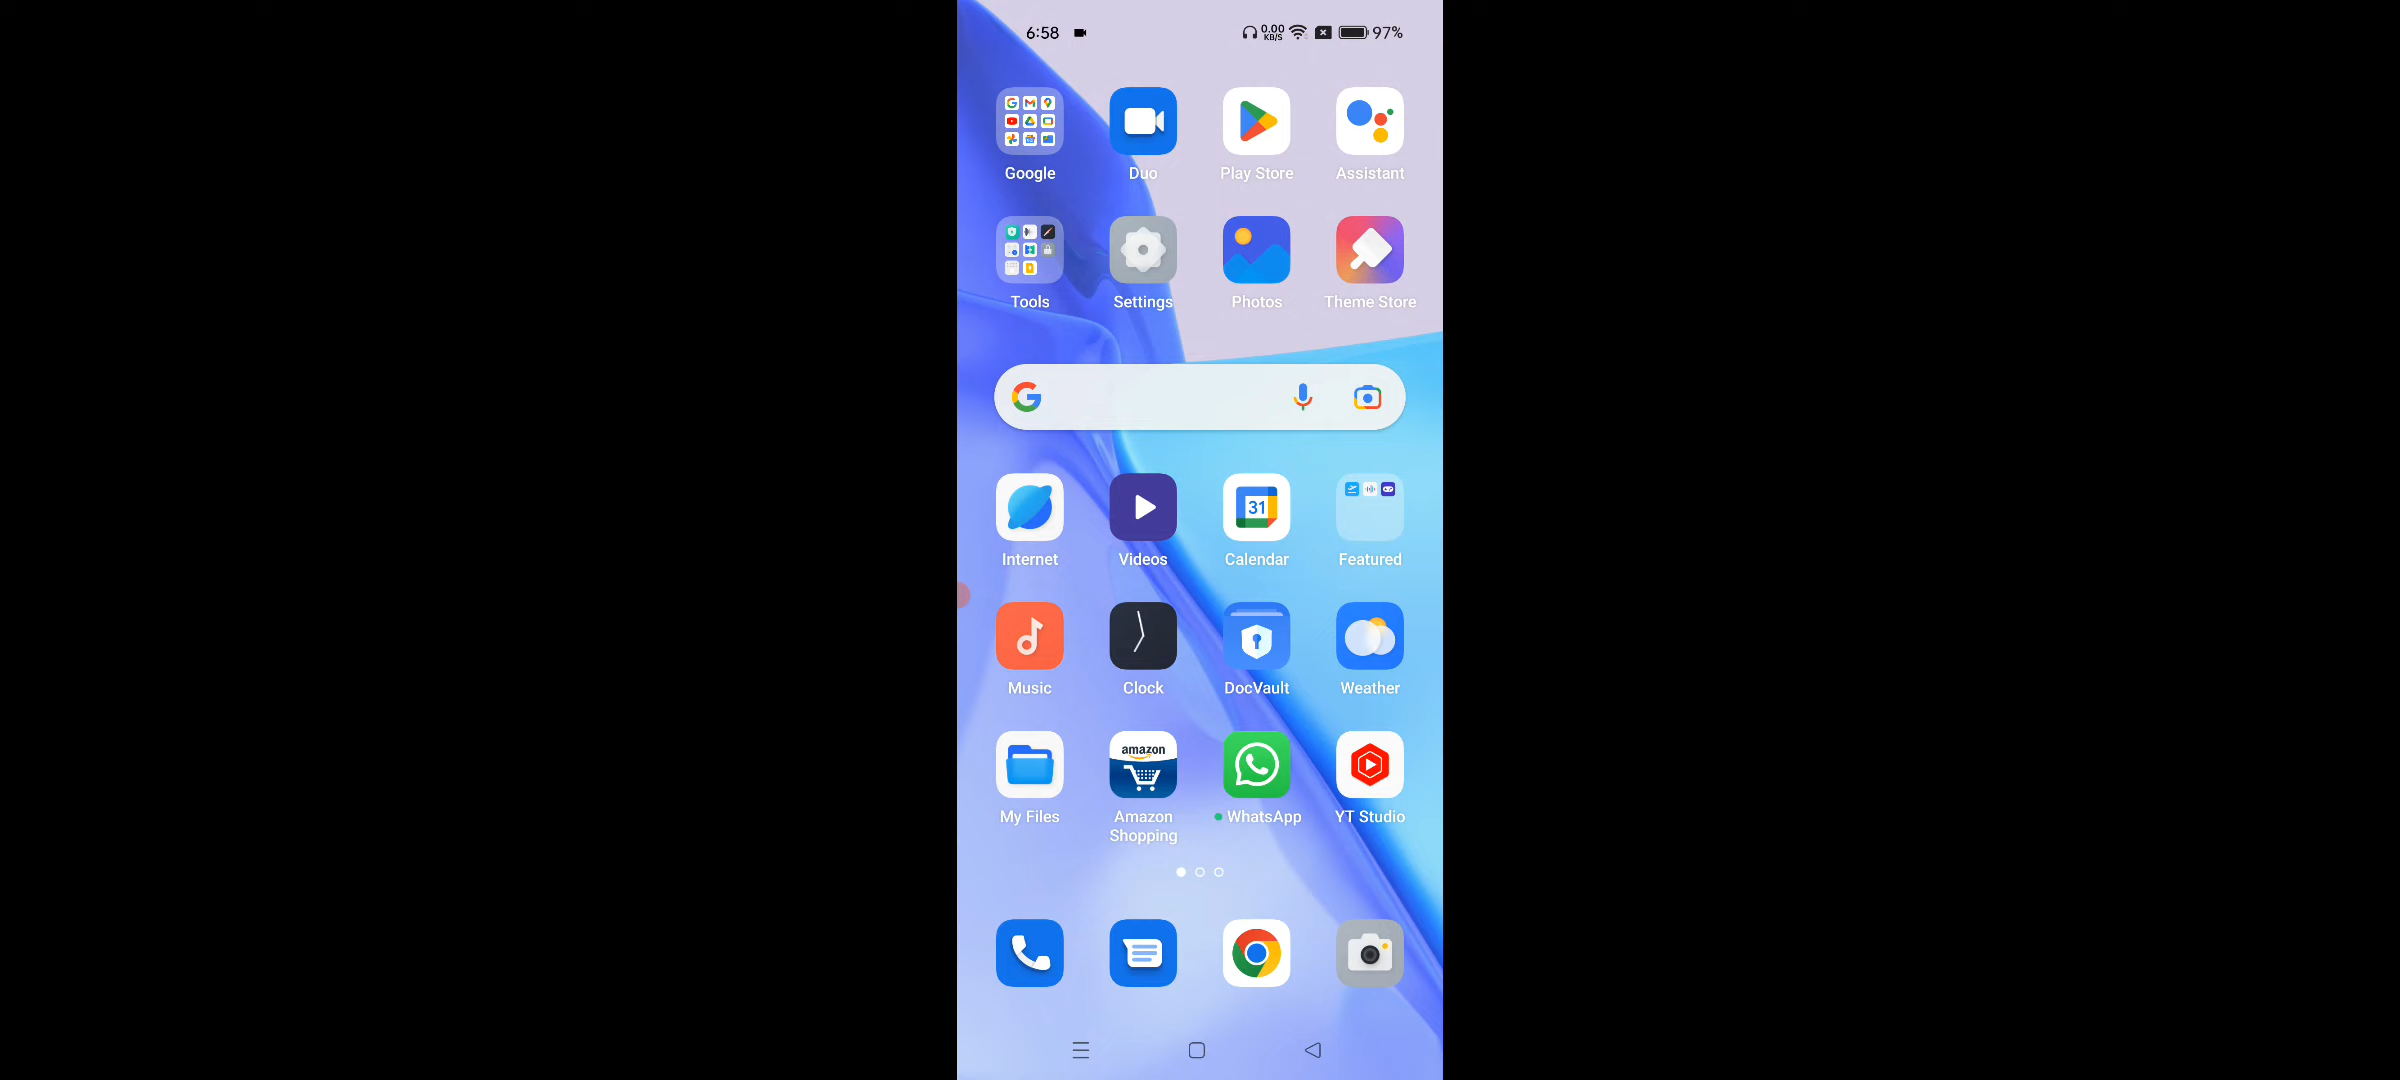 6:58 0.00 KB/S 97%
Google Duo Play Store Assistant
Tools Settings Photos Theme Store
31
Internet Videos Calendar Featured
Music Clock DocVault Weather
amazon
My Files Amazon Shopping WhatsApp YT Studio